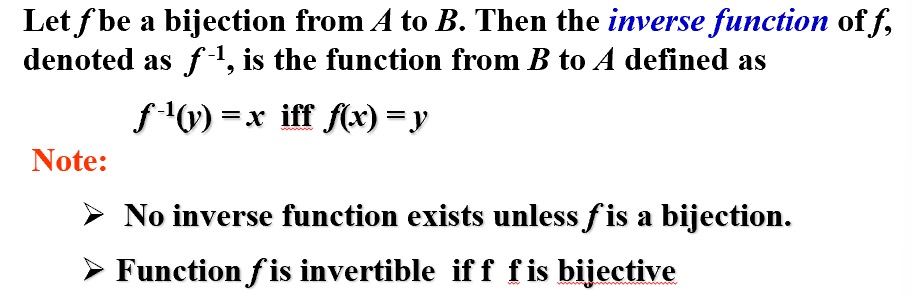 Let f be a bijection from A to B. Then the inverse function of f,
denoted as f -1, is the function from B to A defined as
f -1(y) = x iff f(x) = y
Note:
➢ No inverse function exists unless f is a bijection.
➢ Function f is invertible if f f is bijective